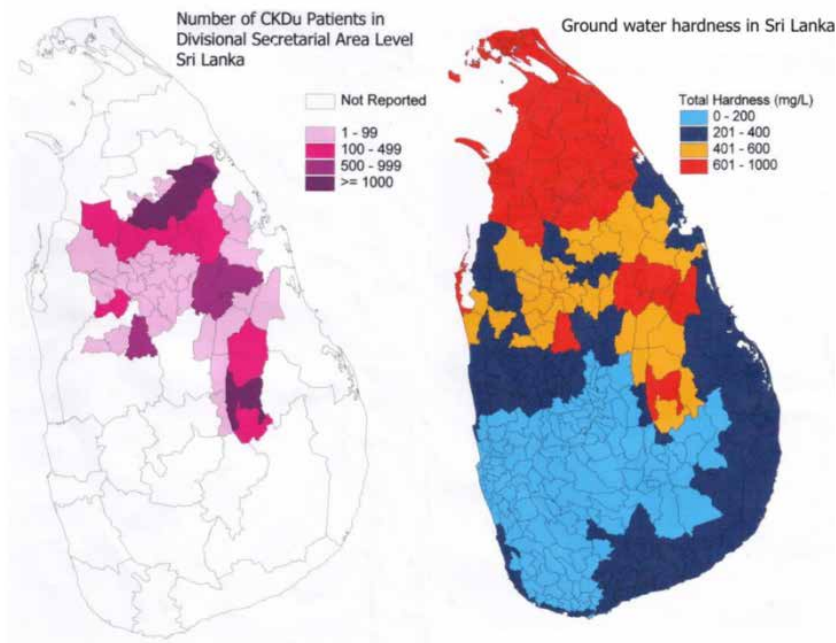 Number of CKDu Patients in
Divisional Secretarial Area Level
Sri Lanka
Not Reported
1 - 99
100 - 499
500 - 999
>= 1000
Ground water hardness in Sri Lanka
Total Hardness (mg/L)
0 - 200
201 - 400
401 - 600
601 - 1000